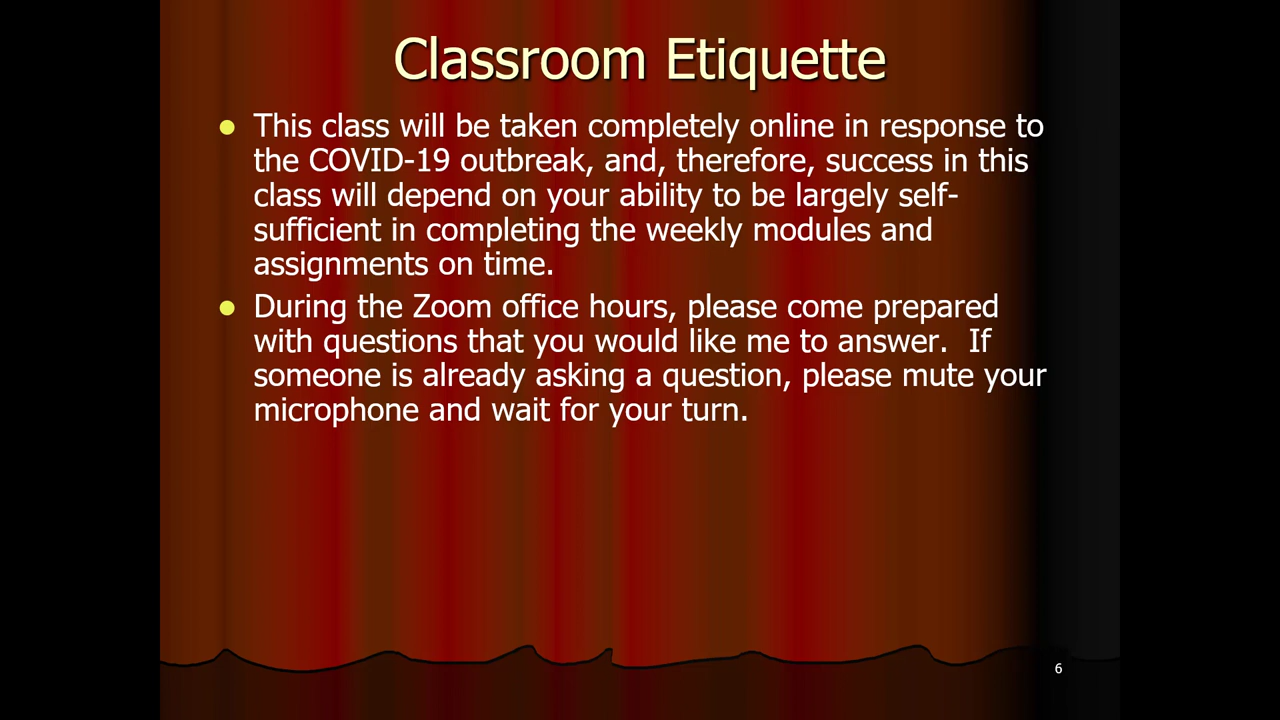 Classroom Etiquette
This class will be taken completely online in response to
the COVID-19 outbreak, and, therefore, success in this
class will depend on your ability to be largely self-
sufficient in completing the weekly modules and
assignments on time.
During the Zoom office hours, please come prepared
with questions that you would like me to answer.  If
someone is already asking a question, please mute your
microphone and wait for your turn.
6